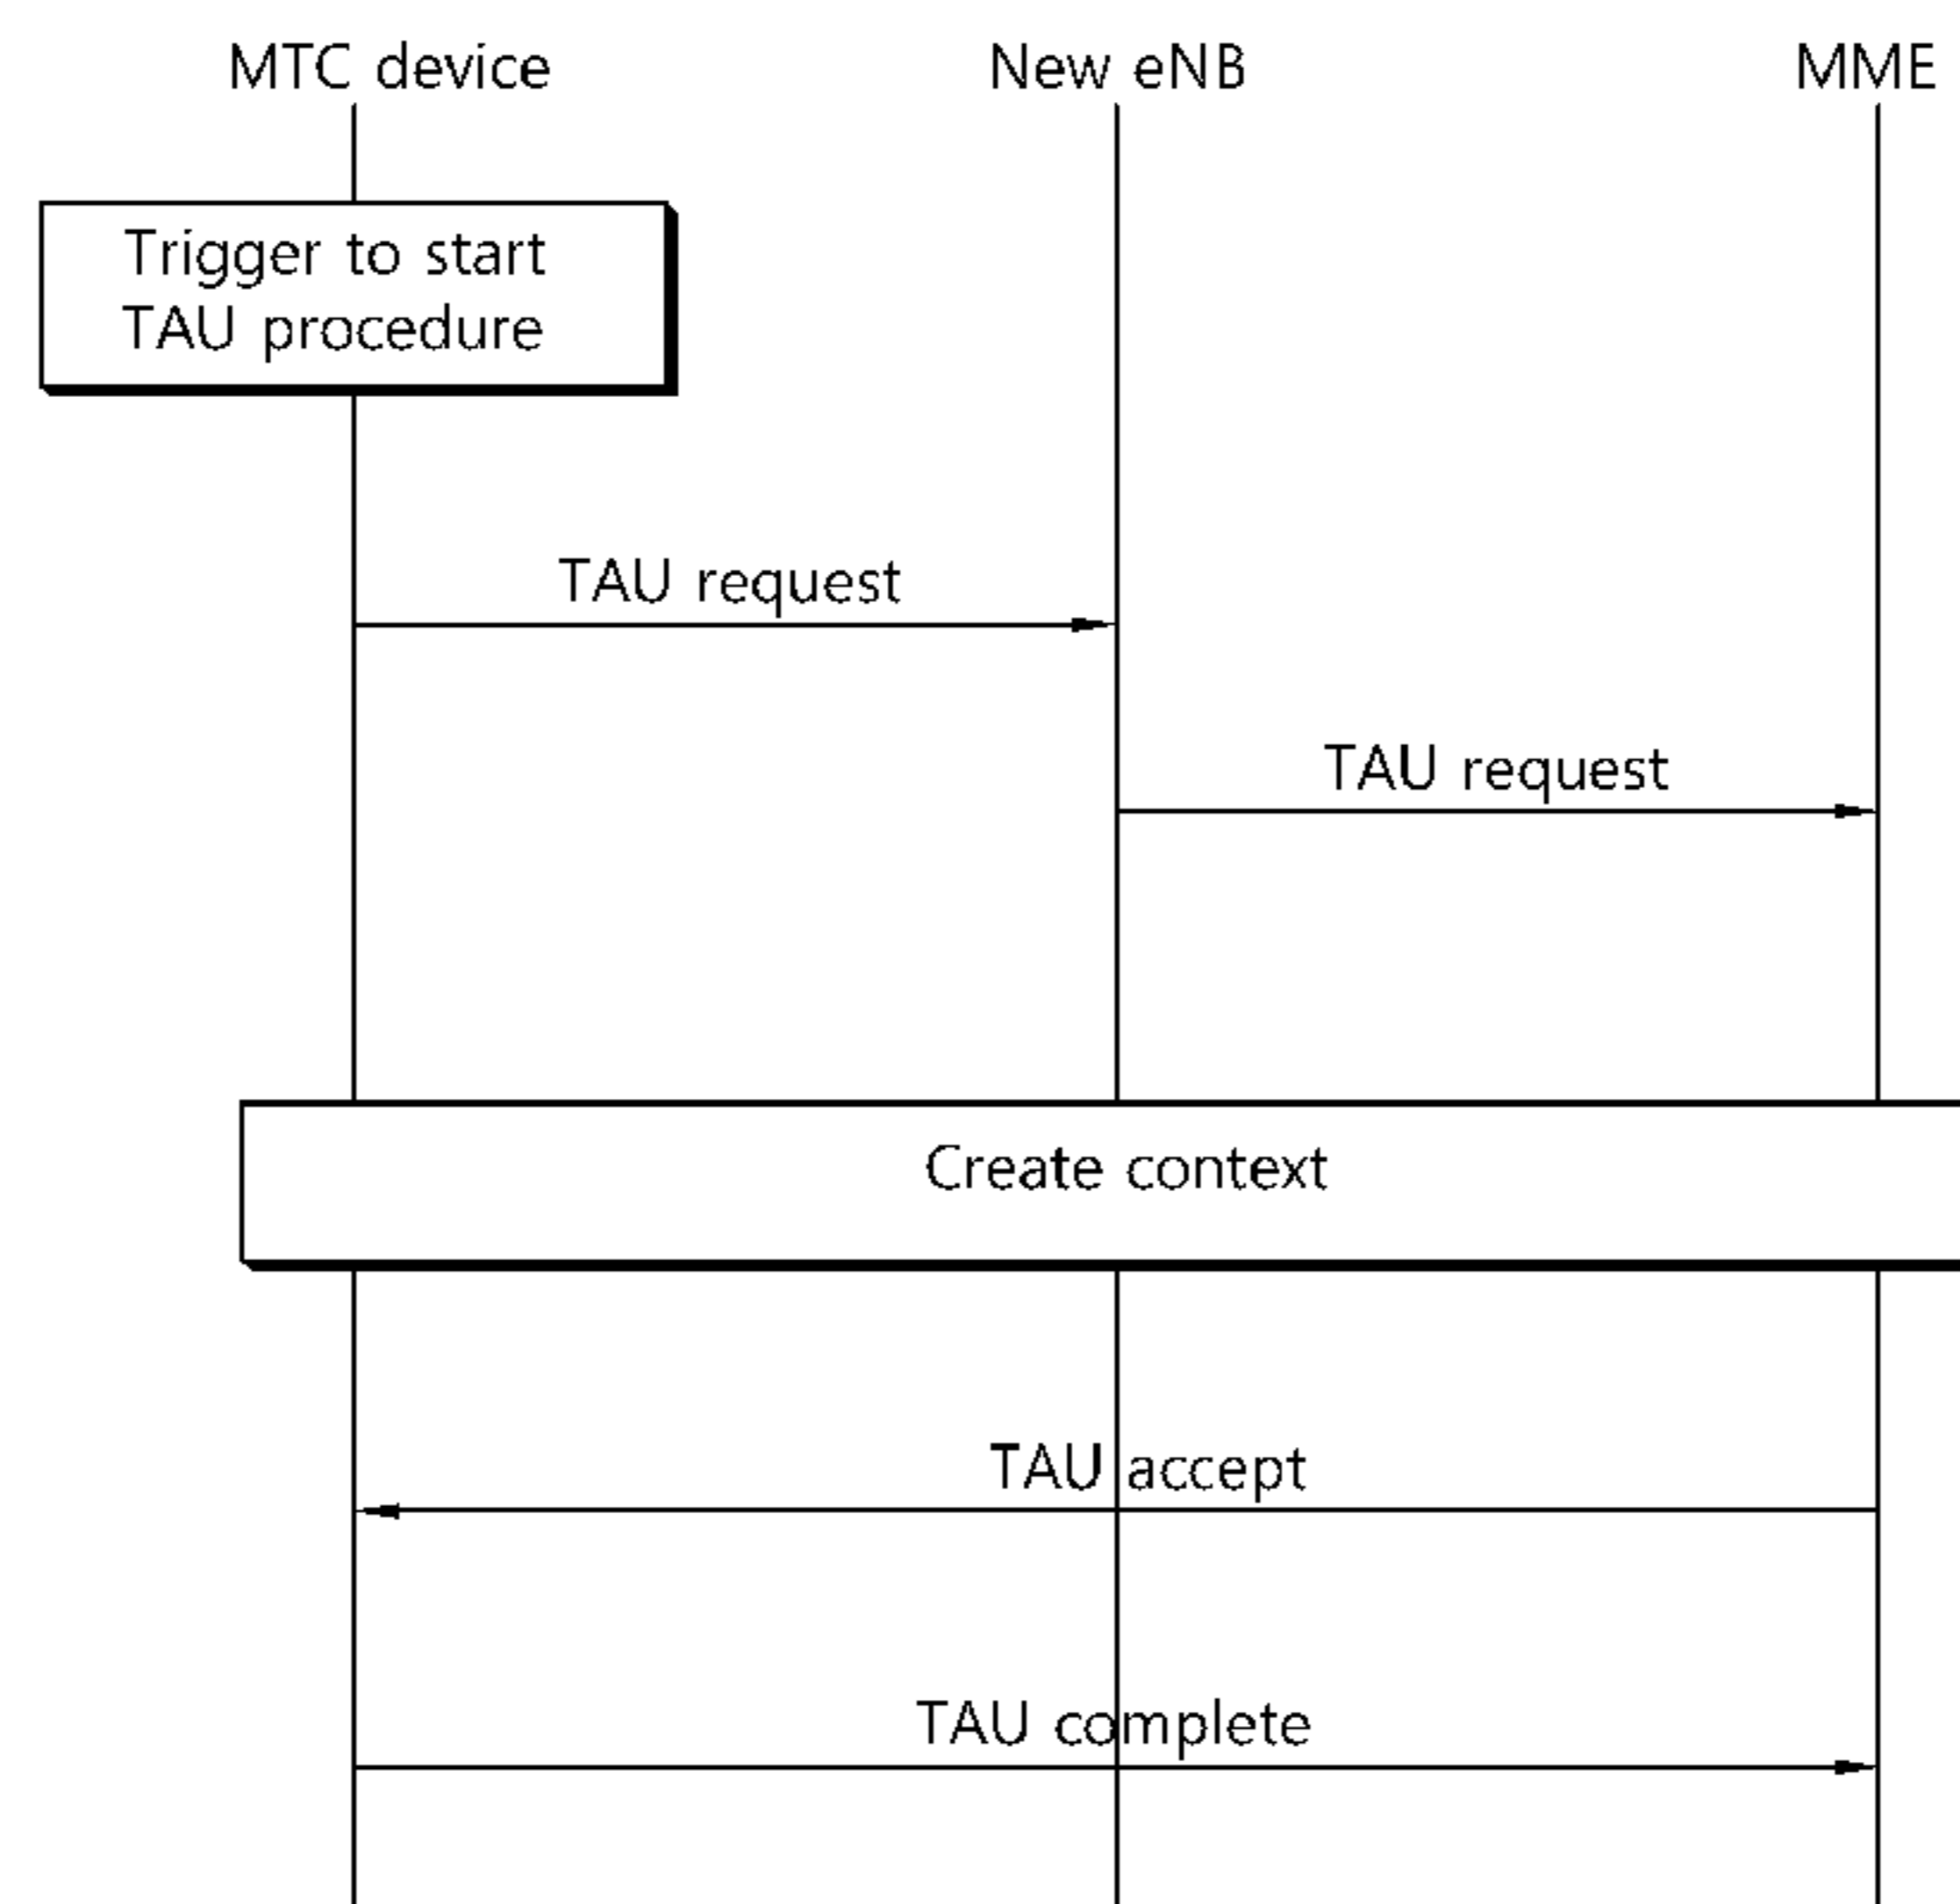 MTC device
New eNB
MME
Trigger to start
TAU procedure
TAU request
TAU request
Create context
TAU accept
TAU complete